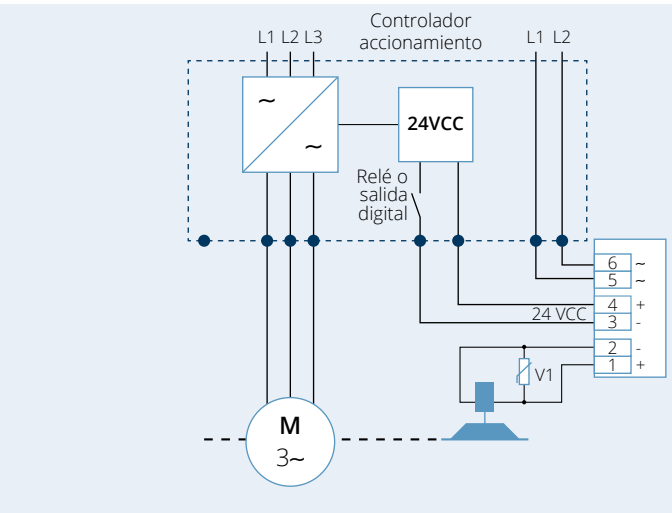 Controlador
accionamiento
L1 L2 L3
L1 L2
~
~
24VCC
Relé o
salida
digital
6 ~
5 ~
4 +
24 VCC
3 -
2 -
1 +
V1
M
3~